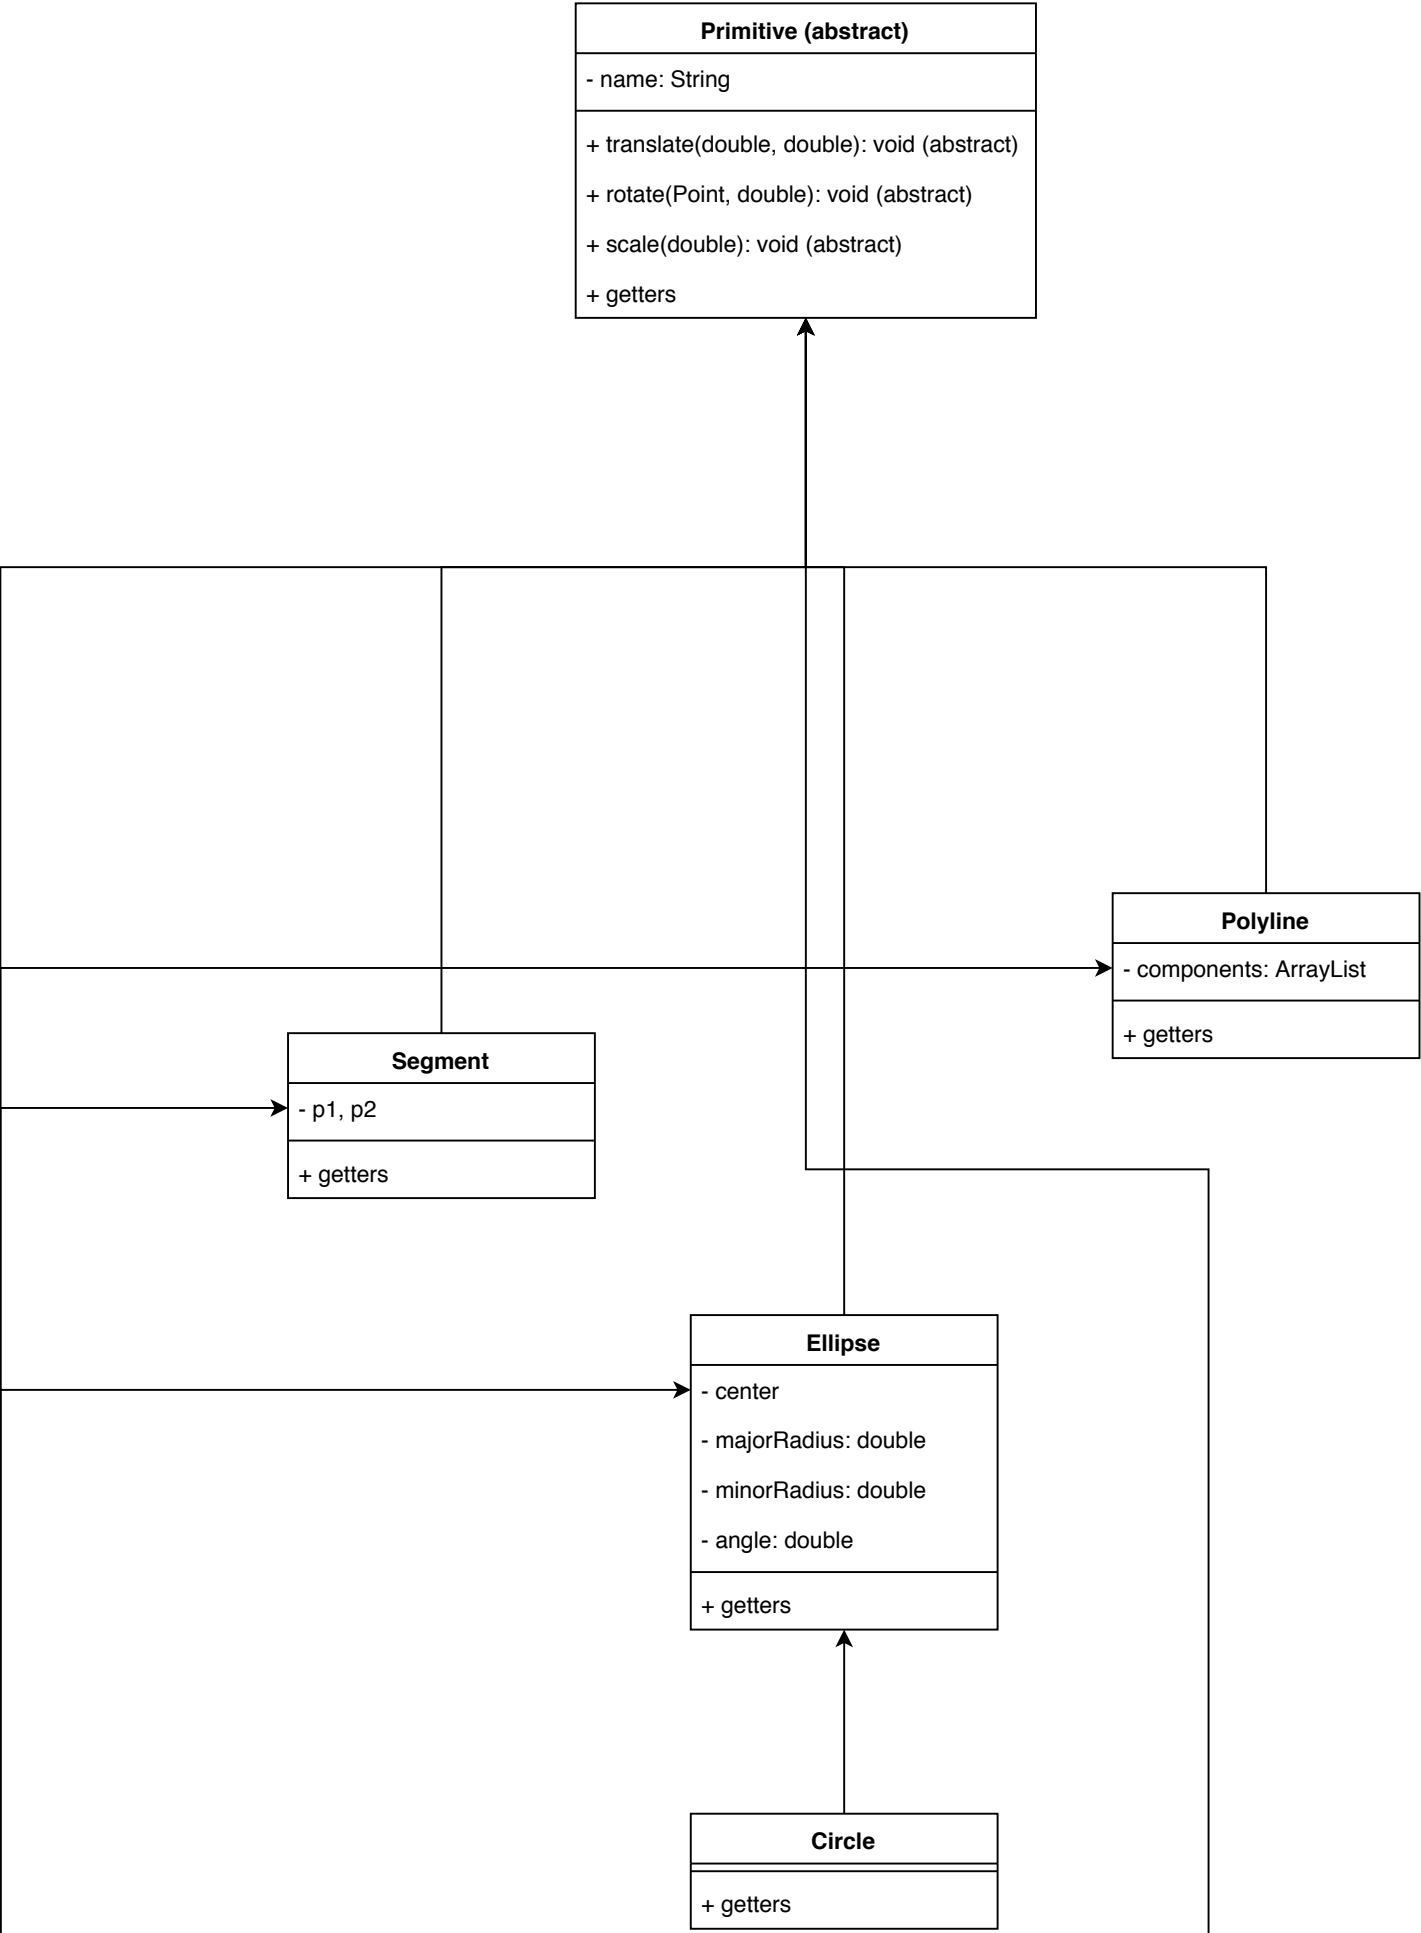 Primitive (abstract)
- name: String
+ translate(double, double): void (abstract)
+ rotate(Point, double): void (abstract)
+ scale(double): void (abstract)
+ getters
Polyline
- components: ArrayList
+ getters
Segment
- p1, p2
+ getters
Ellipse
- center
- majorRadius: double
- minorRadius: double
- angle: double
+ getters
Circle
+ getters